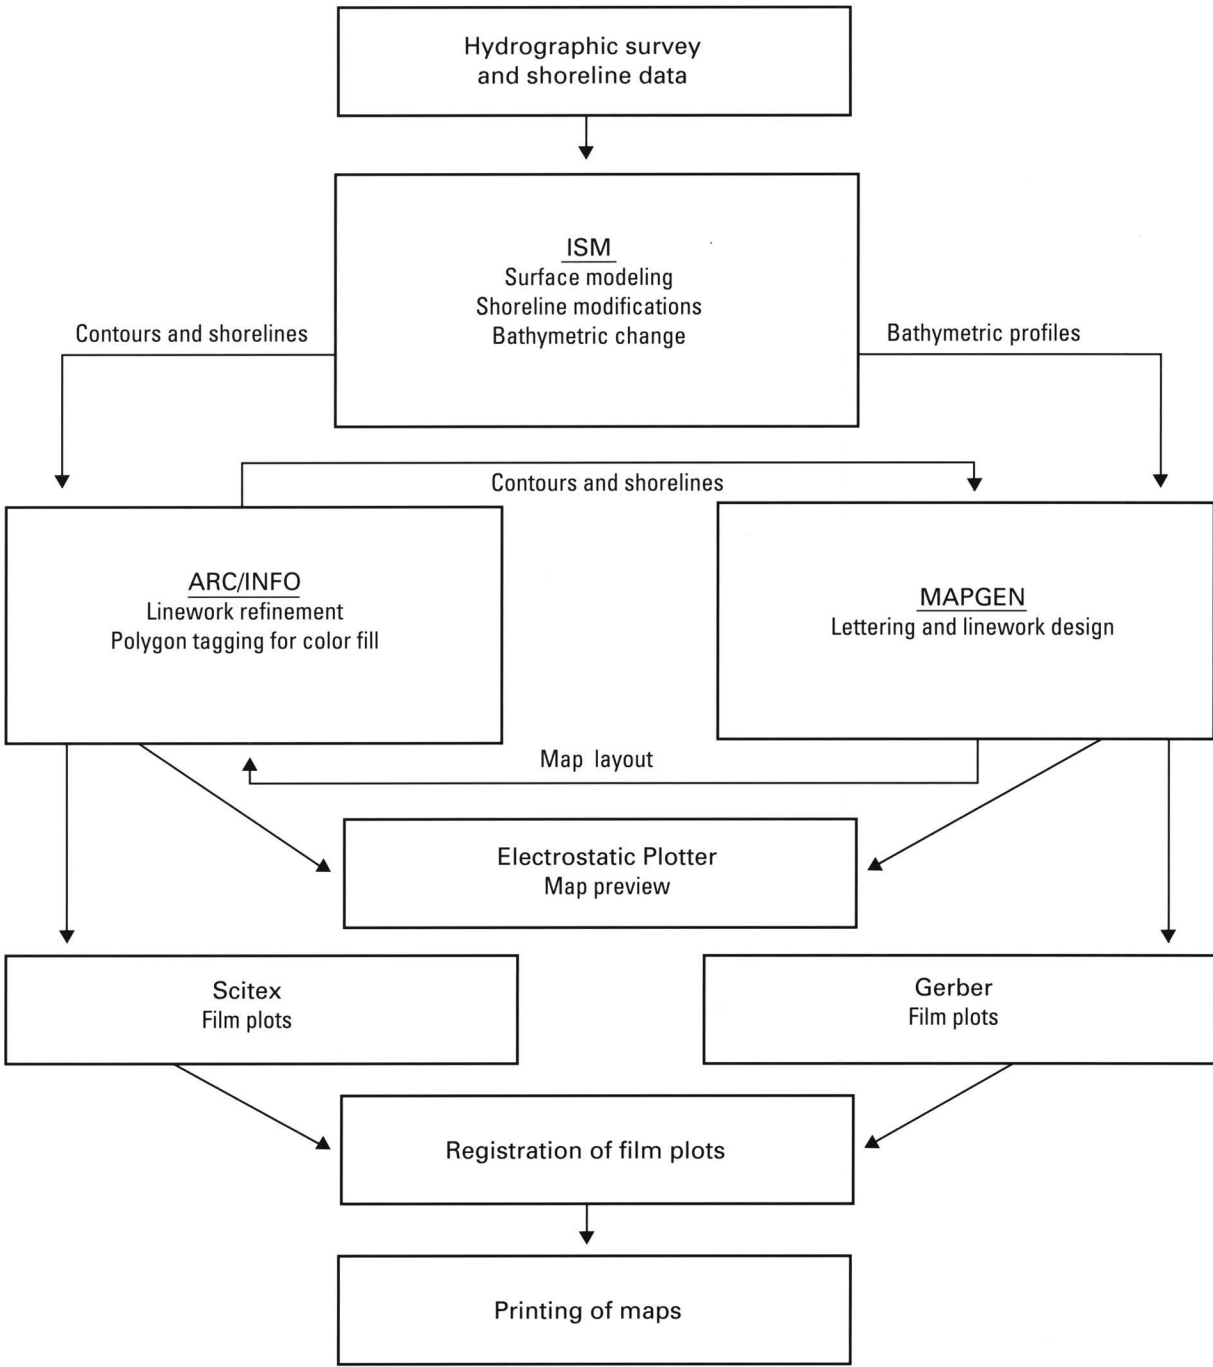 Hydrographic survey
and shoreline data
ISM
Surface modeling
Shoreline modifications
Bathymetric change
Contours and shorelines
Bathymetric profiles
Contours and shorelines
ARC/INFO
Linework refinement
Polygon tagging for color fill
MAPGEN
Lettering and linework design
Map layout
Electrostatic Plotter
Map preview
Scitex
Film plots
Gerber
Film plots
Registration of film plots
Printing of maps